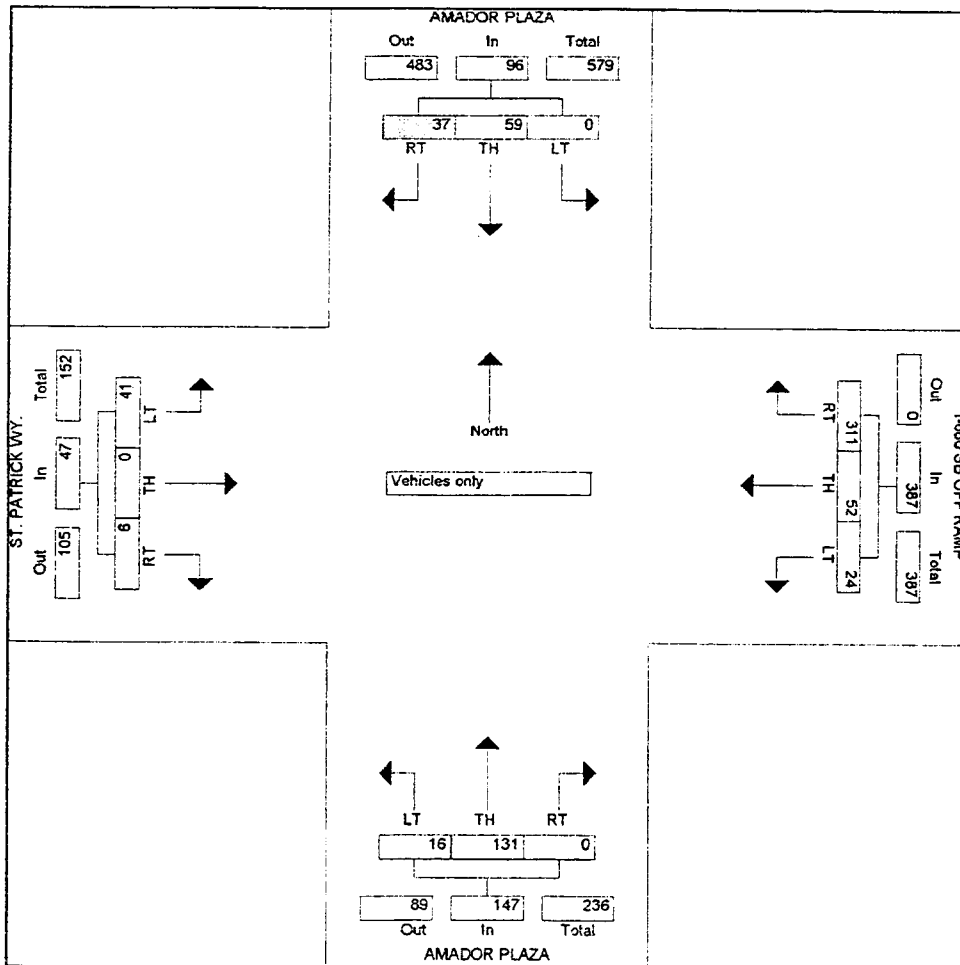 AMADOR PLAZA
Out In Total
483 96 579
37 59 0
RT TH LT
ST. PATRICK WY.
Total In Out
152 47 105
41 0 6
LT TH RT
North
Vehicles only
RT TH LT
311 52 24
Out In Total
0 387 387
OFF RAMP
LT TH RT
16 131 0
89 147 236
Out In Total
AMADOR PLAZA